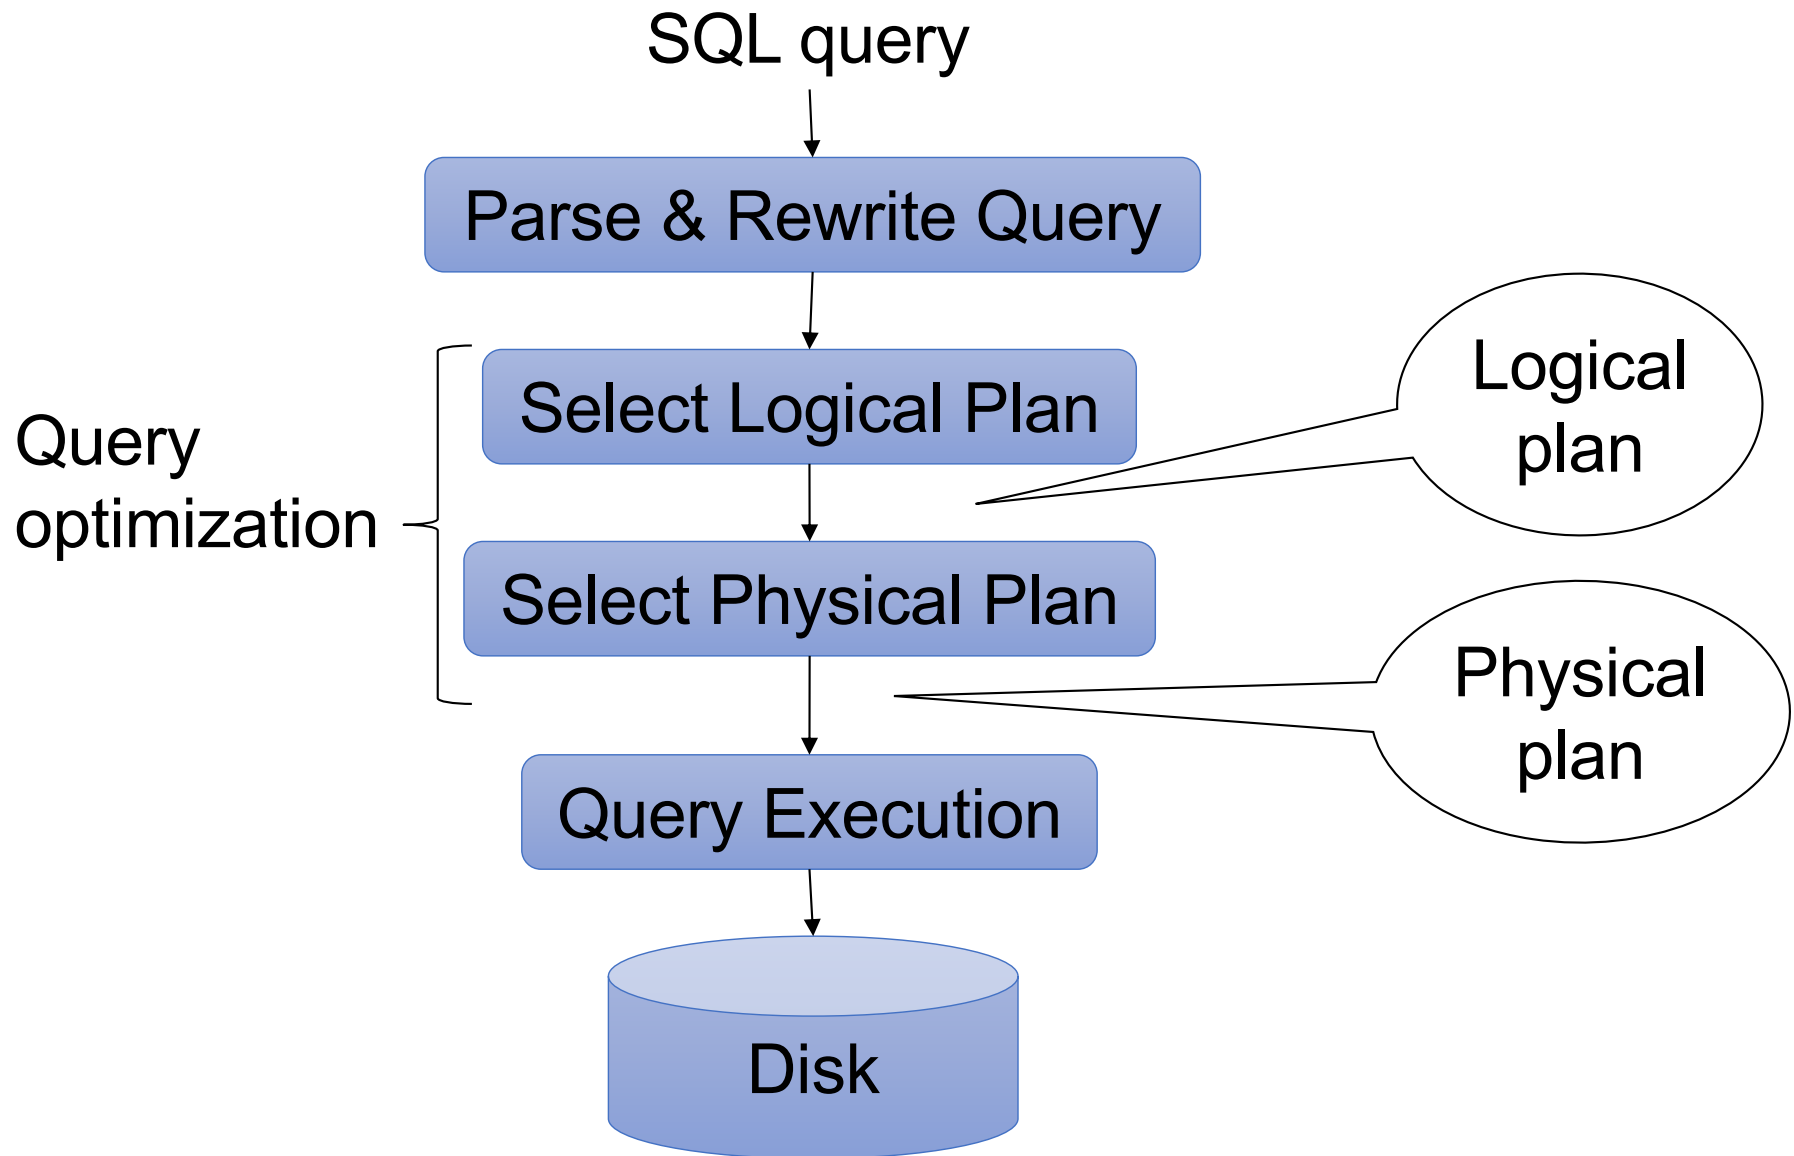 SQL query
Parse & Rewrite Query
Select Logical Plan
Logical
plan
Query
optimization
Select Physical Plan
Physical
plan
Query Execution
Disk